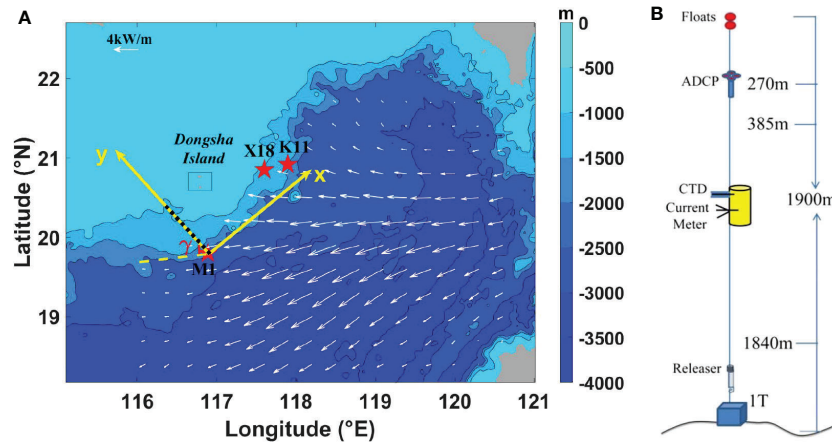 A
4kW/m
22
21
20
19
Latitude (°N)
Dongsha
Island
X18
K11
y
x
γ
M1
116
117
118
119
120
121
Longitude (°E)
m
0
-500
-1000
-1500
-2000
-2500
-3000
-3500
-4000
B
Floats
ADCP
270m
385m
CTD
Current
Meter
1900m
1840m
Releaser
1T